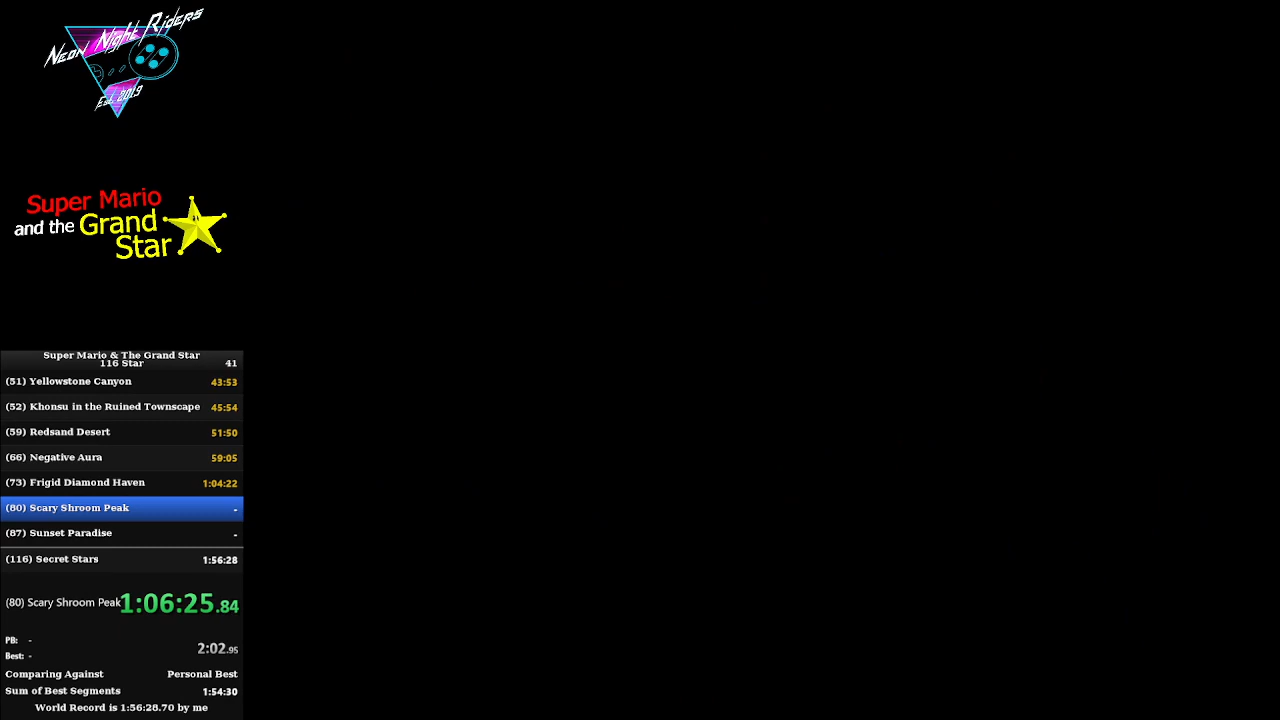 Neon Night Riders
Est. 2019
Super Mario
and the Grand
Star
Super Mario & The Grand Star
116 Star 41
(51) Yellowstone Canyon 43:53
(52) Khonsu in the Ruined Townscape 45:54
(59) Redsand Desert 51:50
(66) Negative Aura 59:05
(73) Frigid Diamond Haven 1:04:22
(80) Scary Shroom Peak -
(87) Sunset Paradise -
(116) Secret Stars 1:56:28
(80) Scary Shroom Peak 1:06:25.84
PB: -
2:02.95
Best: -
Comparing Against Personal Best
Sum of Best Segments 1:54:30
World Record is 1:56:28.70 by me